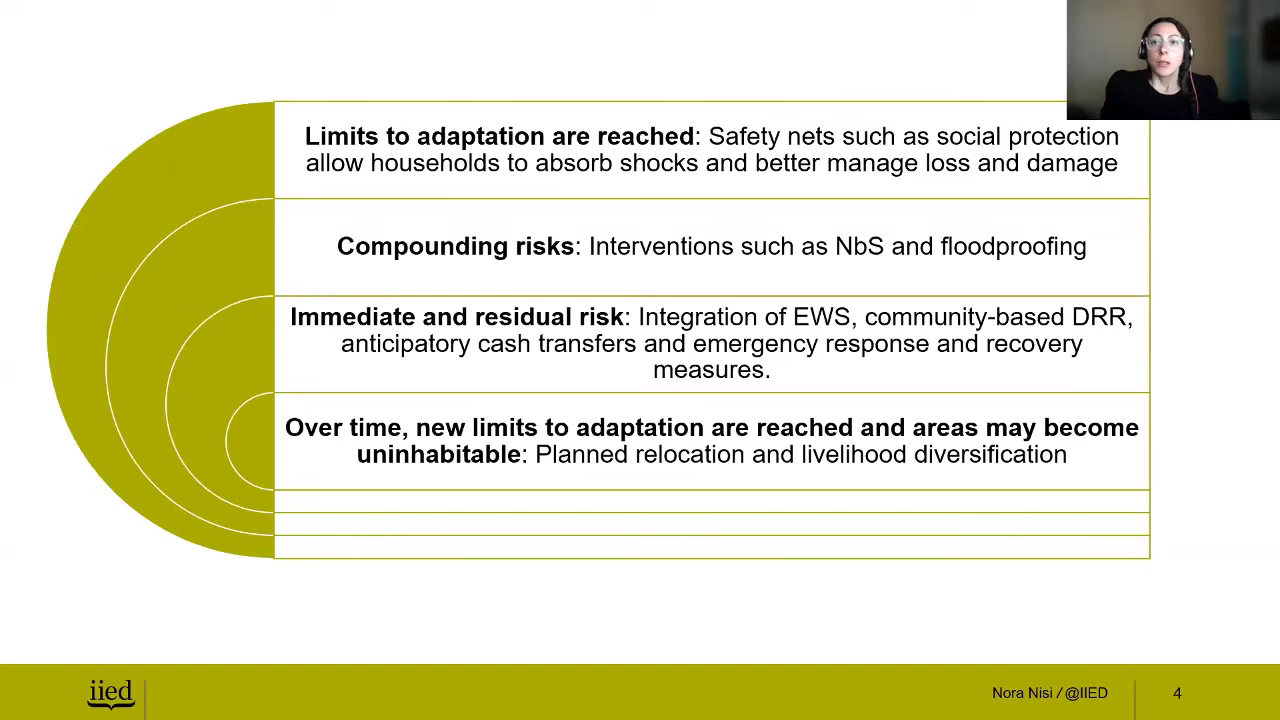 Limits to adaptation are reached: Safety nets such as social protection
allow households to absorb shocks and better manage loss and damage
Compounding risks: Interventions such as NbS and floodproofing
Immediate and residual risk: Integration of EWS, community-based DRR,
anticipatory cash transfers and emergency response and recovery
measures.
Over time, new limits to adaptation are reached and areas may become
uninhabitable: Planned relocation and livelihood diversification
iied
Nora Nisi / @IIED
4